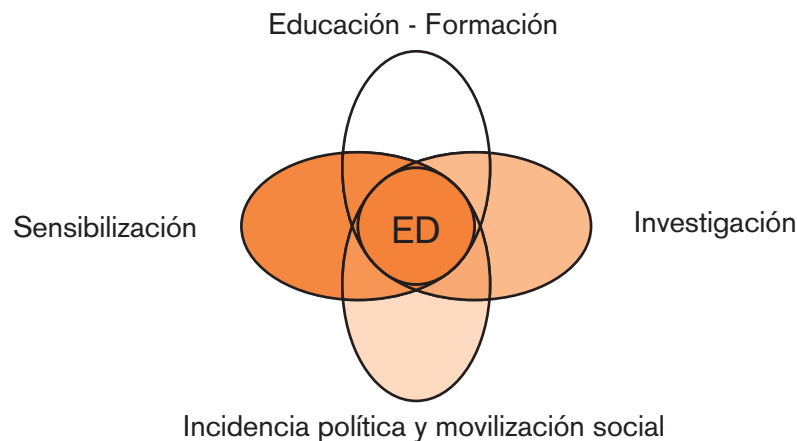 Educación - Formación
Sensibilización
ED
Investigación
Incidencia política y movilización social